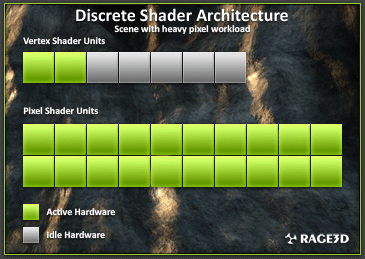 Discrete Shader Architecture
Scene with heavy pixel workload
Vertex Shader Units
Pixel Shader Units
Active Hardware
Idle Hardware
RAGE3D